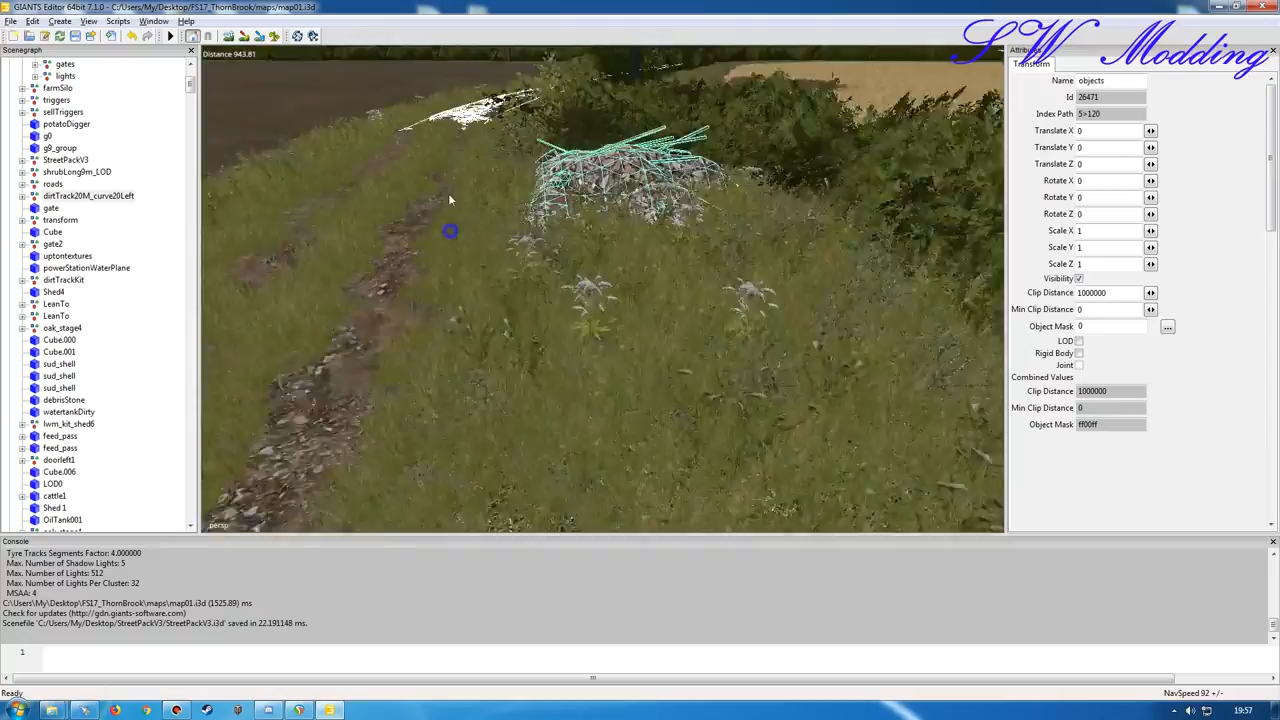 GIANTS Editor 64bit 7.1.0 - C:/Users/My/Desktop/FS17_ThornBrook/maps/map01.i3d
File Edit Create View Scripts Window Help
SW Modding
Scenegraph
gates
lights
farmSilo
triggers
sellTriggers
potatoDigger
g0
g9_group
StreetPackV3
shrubLong9m_LOD
roads
dirtTrack20M_curve20Left
gate
transform
Cube
gate2
uptontextures
powerStationWaterPlane
dirtTrackKit
Shed4
LeanTo
LeanTo
oak_stage4
Cube.000
Cube.001
sud_shell
sud_shell
sud_shell
debrisStone
watertankDirty
lwm_kit_shed6
feed_pass
feed_pass
doorleft1
Cube.006
LOD0
cattle1
Shed 1
OilTank001
Distance 943.81
persp
Attributes
Transform
Name objects
Id 26471
Index Path 5>120
Translate X 0
Translate Y 0
Translate Z 0
Rotate X 0
Rotate Y 0
Rotate Z 0
Scale X 1
Scale Y 1
Scale Z 1
Visibility
Clip Distance 1000000
Min Clip Distance 0
Object Mask 0 ...
LOD
Rigid Body
Joint
Combined Values
Clip Distance 1000000
Min Clip Distance 0
Object Mask ff00ff
Console
Tyre Tracks Segments Factor: 4.000000
Max. Number of Shadow Lights: 5
Max. Number of Lights: 512
Max. Number of Lights Per Cluster: 32
MSAA: 4
C:\Users\My\Desktop\FS17_ThornBrook\maps\map01.i3d (1525.89) ms
Check for updates (http://gdn.giants-software.com)
Scenefile 'C:/Users/My/Desktop/StreetPackV3/StreetPackV3.i3d' saved in 22.191148 ms.
1
Ready
NavSpeed 92 +/-
19:57